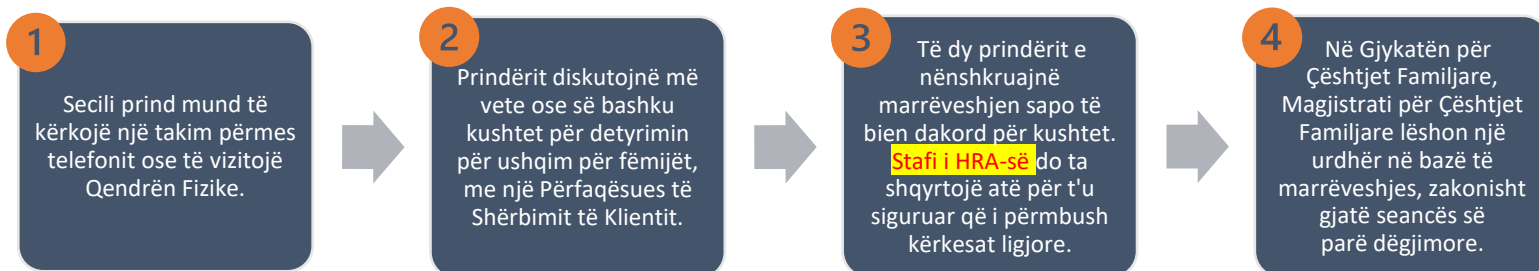 1
Secili prind mund të
kërkojë një takim përmes
telefonit ose të vizitojë
Qendrën Fizike.
2
Prindërit diskutojnë më
vete ose së bashku
kushtet për detyrimin
për ushqim për fëmijët,
me një Përfaqësues të
Shërbimit të Klientit.
3
Të dy prindërit e
nënshkruajnë
marrëveshjen sapo të
bien dakord për kushtet.
Stafi i HRA-së do ta
shqyrtojë atë për t'u
siguruar që i përmbush
kërkesat ligjore.
4
Në Gjykatën për
Çështjet Familjare,
Magjistrati për Çështjet
Familjare lëshon një
urdhër në bazë të
marrëveshjes, zakonisht
gjatë seancës së
parë dëgjimore.